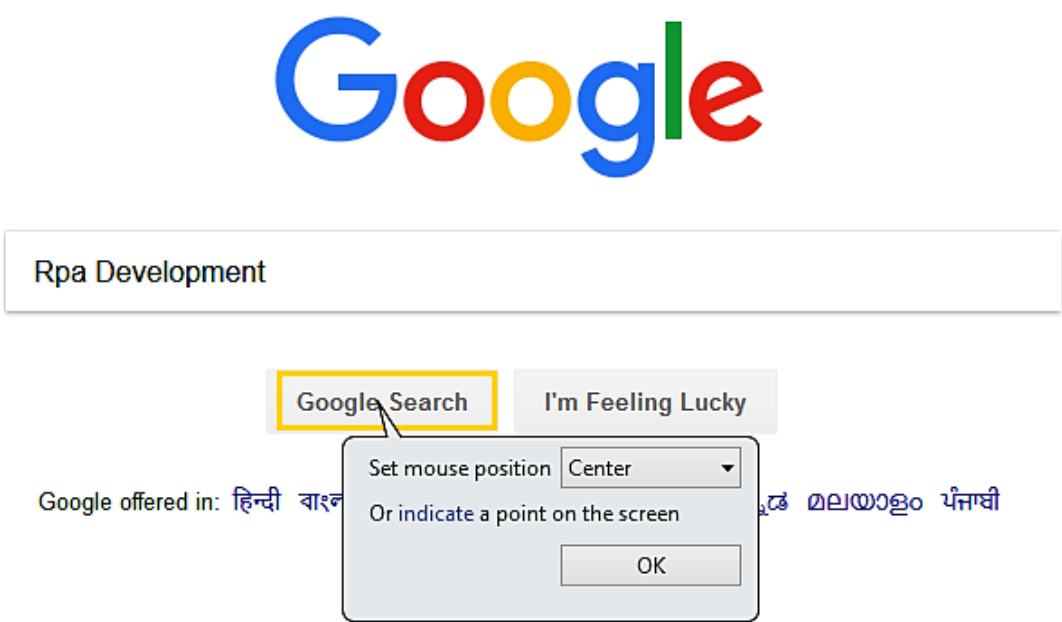 Google
Rpa Development
Google Search I'm Feeling Lucky
Set mouse position Center
Google offered in: हिन्दी മലയാളം ਪੰਜਾਬੀ
Or indicate a point on the screen
OK